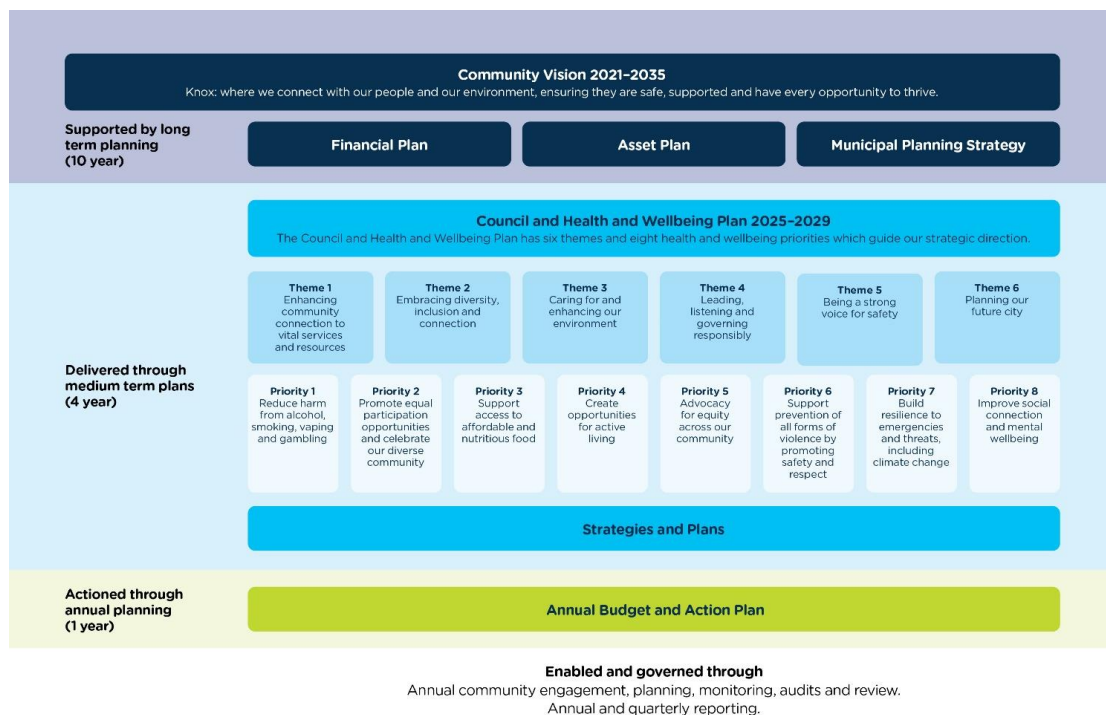 Community Vision 2021–2035
Knox: where we connect with our people and our environment, ensuring they are safe, supported and have every opportunity to thrive.
Supported by long
term planning
(10 year)
Financial Plan
Asset Plan
Municipal Planning Strategy
Council and Health and Wellbeing Plan 2025–2029
The Council and Health and Wellbeing Plan has six themes and eight health and wellbeing priorities which guide our strategic direction.
Delivered through
medium term plans
(4 year)
Theme 1
Enhancing
community
connection to
vital services
and resources
Theme 2
Embracing diversity,
inclusion and
connection
Theme 3
Caring for and
enhancing our
environment
Theme 4
Leading,
listening and
governing
responsibly
Theme 5
Being a strong
voice for safety
Theme 6
Planning our
future city
Priority 1
Reduce harm
from alcohol,
smoking, vaping
and gambling
Priority 2
Promote equal
participation
opportunities
and celebrate
our diverse
community
Priority 3
Support
access to
affordable and
nutritious food
Priority 4
Create
opportunities
for active
living
Priority 5
Advocacy
for equity
across our
community
Priority 6
Support
prevention of
all forms of
violence by
promoting
safety and
respect
Priority 7
Build
resilience to
emergencies
and threats,
including
climate change
Priority 8
Improve social
connection
and mental
wellbeing
Strategies and Plans
Actioned through
annual planning
(1 year)
Annual Budget and Action Plan
Enabled and governed through
Annual community engagement, planning, monitoring, audits and review.
Annual and quarterly reporting.